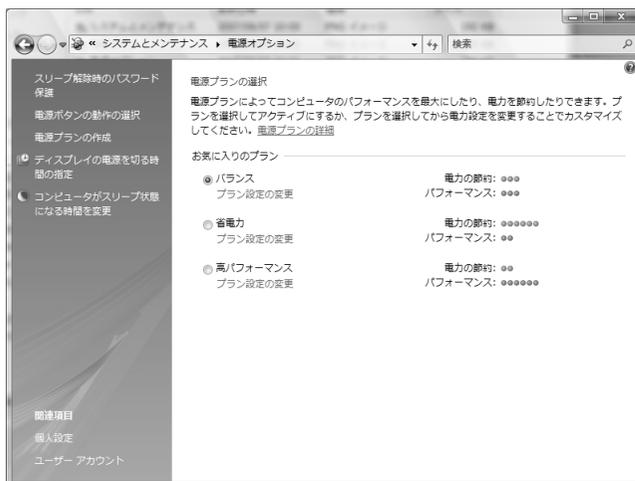 « システムとメンテナンス ▸ 電源オプション
検索
スリープ解除時のパスワード
保護
電源ボタンの動作の選択
電源プランの作成
ディスプレイの電源を切る時
間の指定
コンピュータがスリープ状態
になる時間を変更
関連項目
個人設定
ユーザー アカウント
電源プランの選択
電源プランによってコンピュータのパフォーマンスを最大にしたり、電力を節約したりできます。プ
ランを選択してアクティブにするか、プランを選択してから電力設定を変更することでカスタマイズ
してください。電源プランの詳細
お気に入りのプラン
バランス 電力の節約:
プラン設定の変更 パフォーマンス:
省電力 電力の節約:
プラン設定の変更 パフォーマンス:
高パフォーマンス 電力の節約:
プラン設定の変更 パフォーマンス: